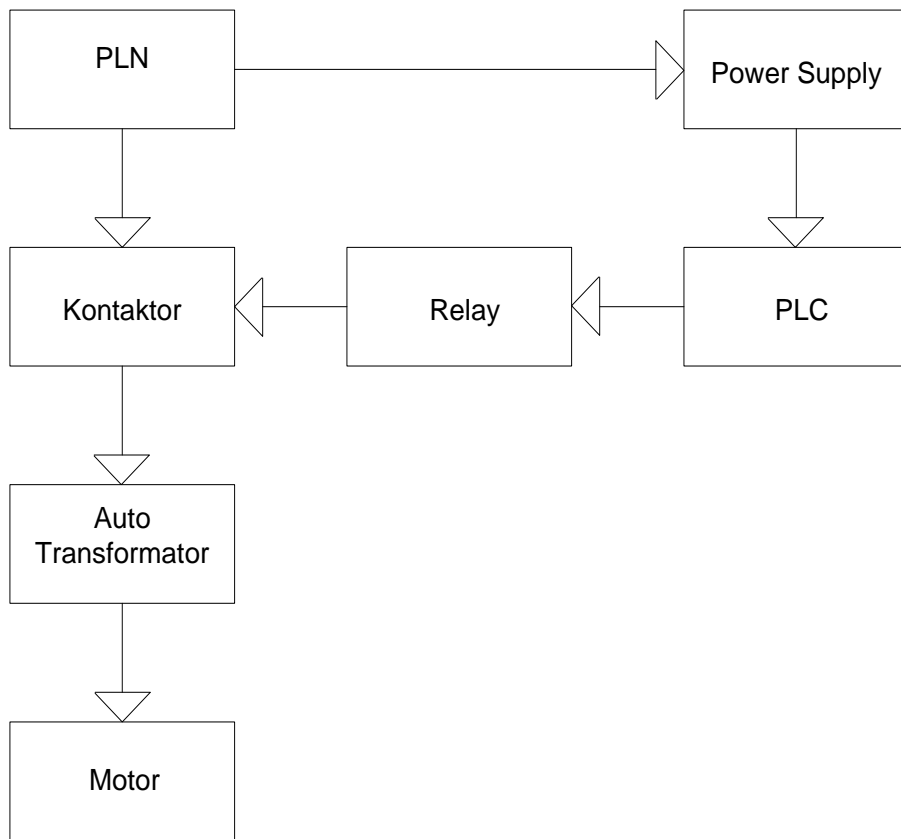 PLN
Power Supply
Kontaktor
Relay
PLC
Auto
Transformator
Motor